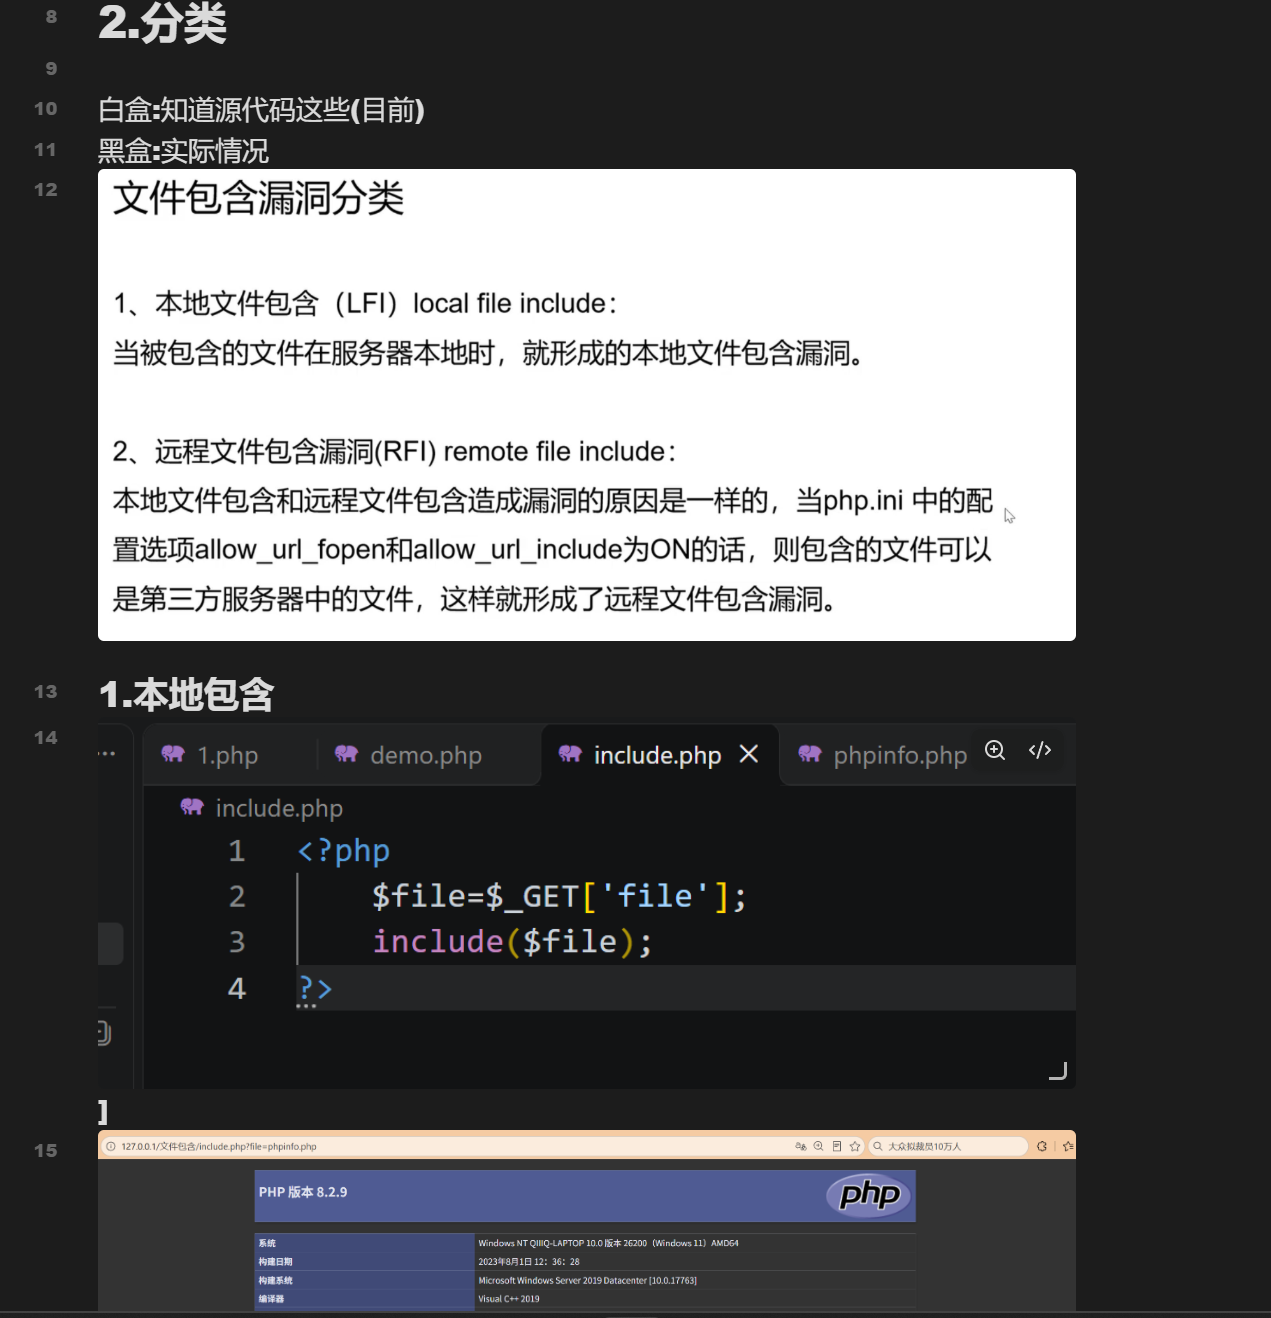 8 2.分类
9
10 白盒:知道源代码这些(目前)
11 黑盒:实际情况
12
文件包含漏洞分类
1、本地文件包含（LFI）local file include：
当被包含的文件在服务器本地时，就形成的本地文件包含漏洞。
2、远程文件包含漏洞(RFI) remote file include：
本地文件包含和远程文件包含造成漏洞的原因是一样的，当php.ini 中的配
置选项allow_url_fopen和allow_url_include为ON的话，则包含的文件可以
是第三方服务器中的文件，这样就形成了远程文件包含漏洞。
13 1.本地包含
14
1.php demo.php include.php phpinfo.php
include.php
1 <?php
2 $file=$_GET['file'];
3 include($file);
4 ?>
]
15
127.0.0.1/文件包含/include.php?file=phpinfo.php 大众拟裁员10万人
PHP 版本 8.2.9 php
系统 Windows NT QIIIQ-LAPTOP 10.0 版本 26200（Windows 11）AMD64
构建日期 2023年8月1日 12：36：28
构建系统 Microsoft Windows Server 2019 Datacenter [10.0.17763]
编译器 Visual C++ 2019